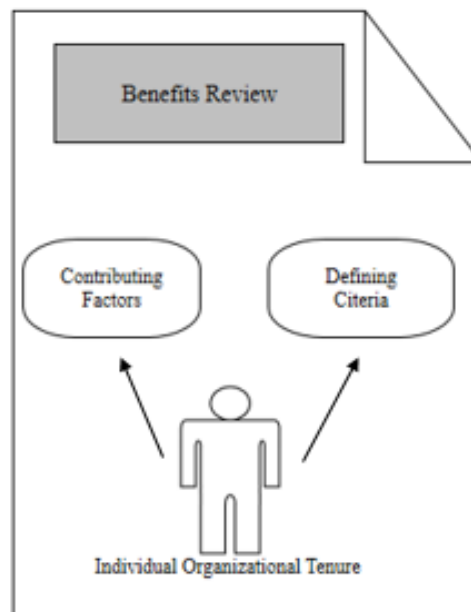 Benefits Review
Contributing
Factors
Defining
Citeria
Individual Organizational Tenure